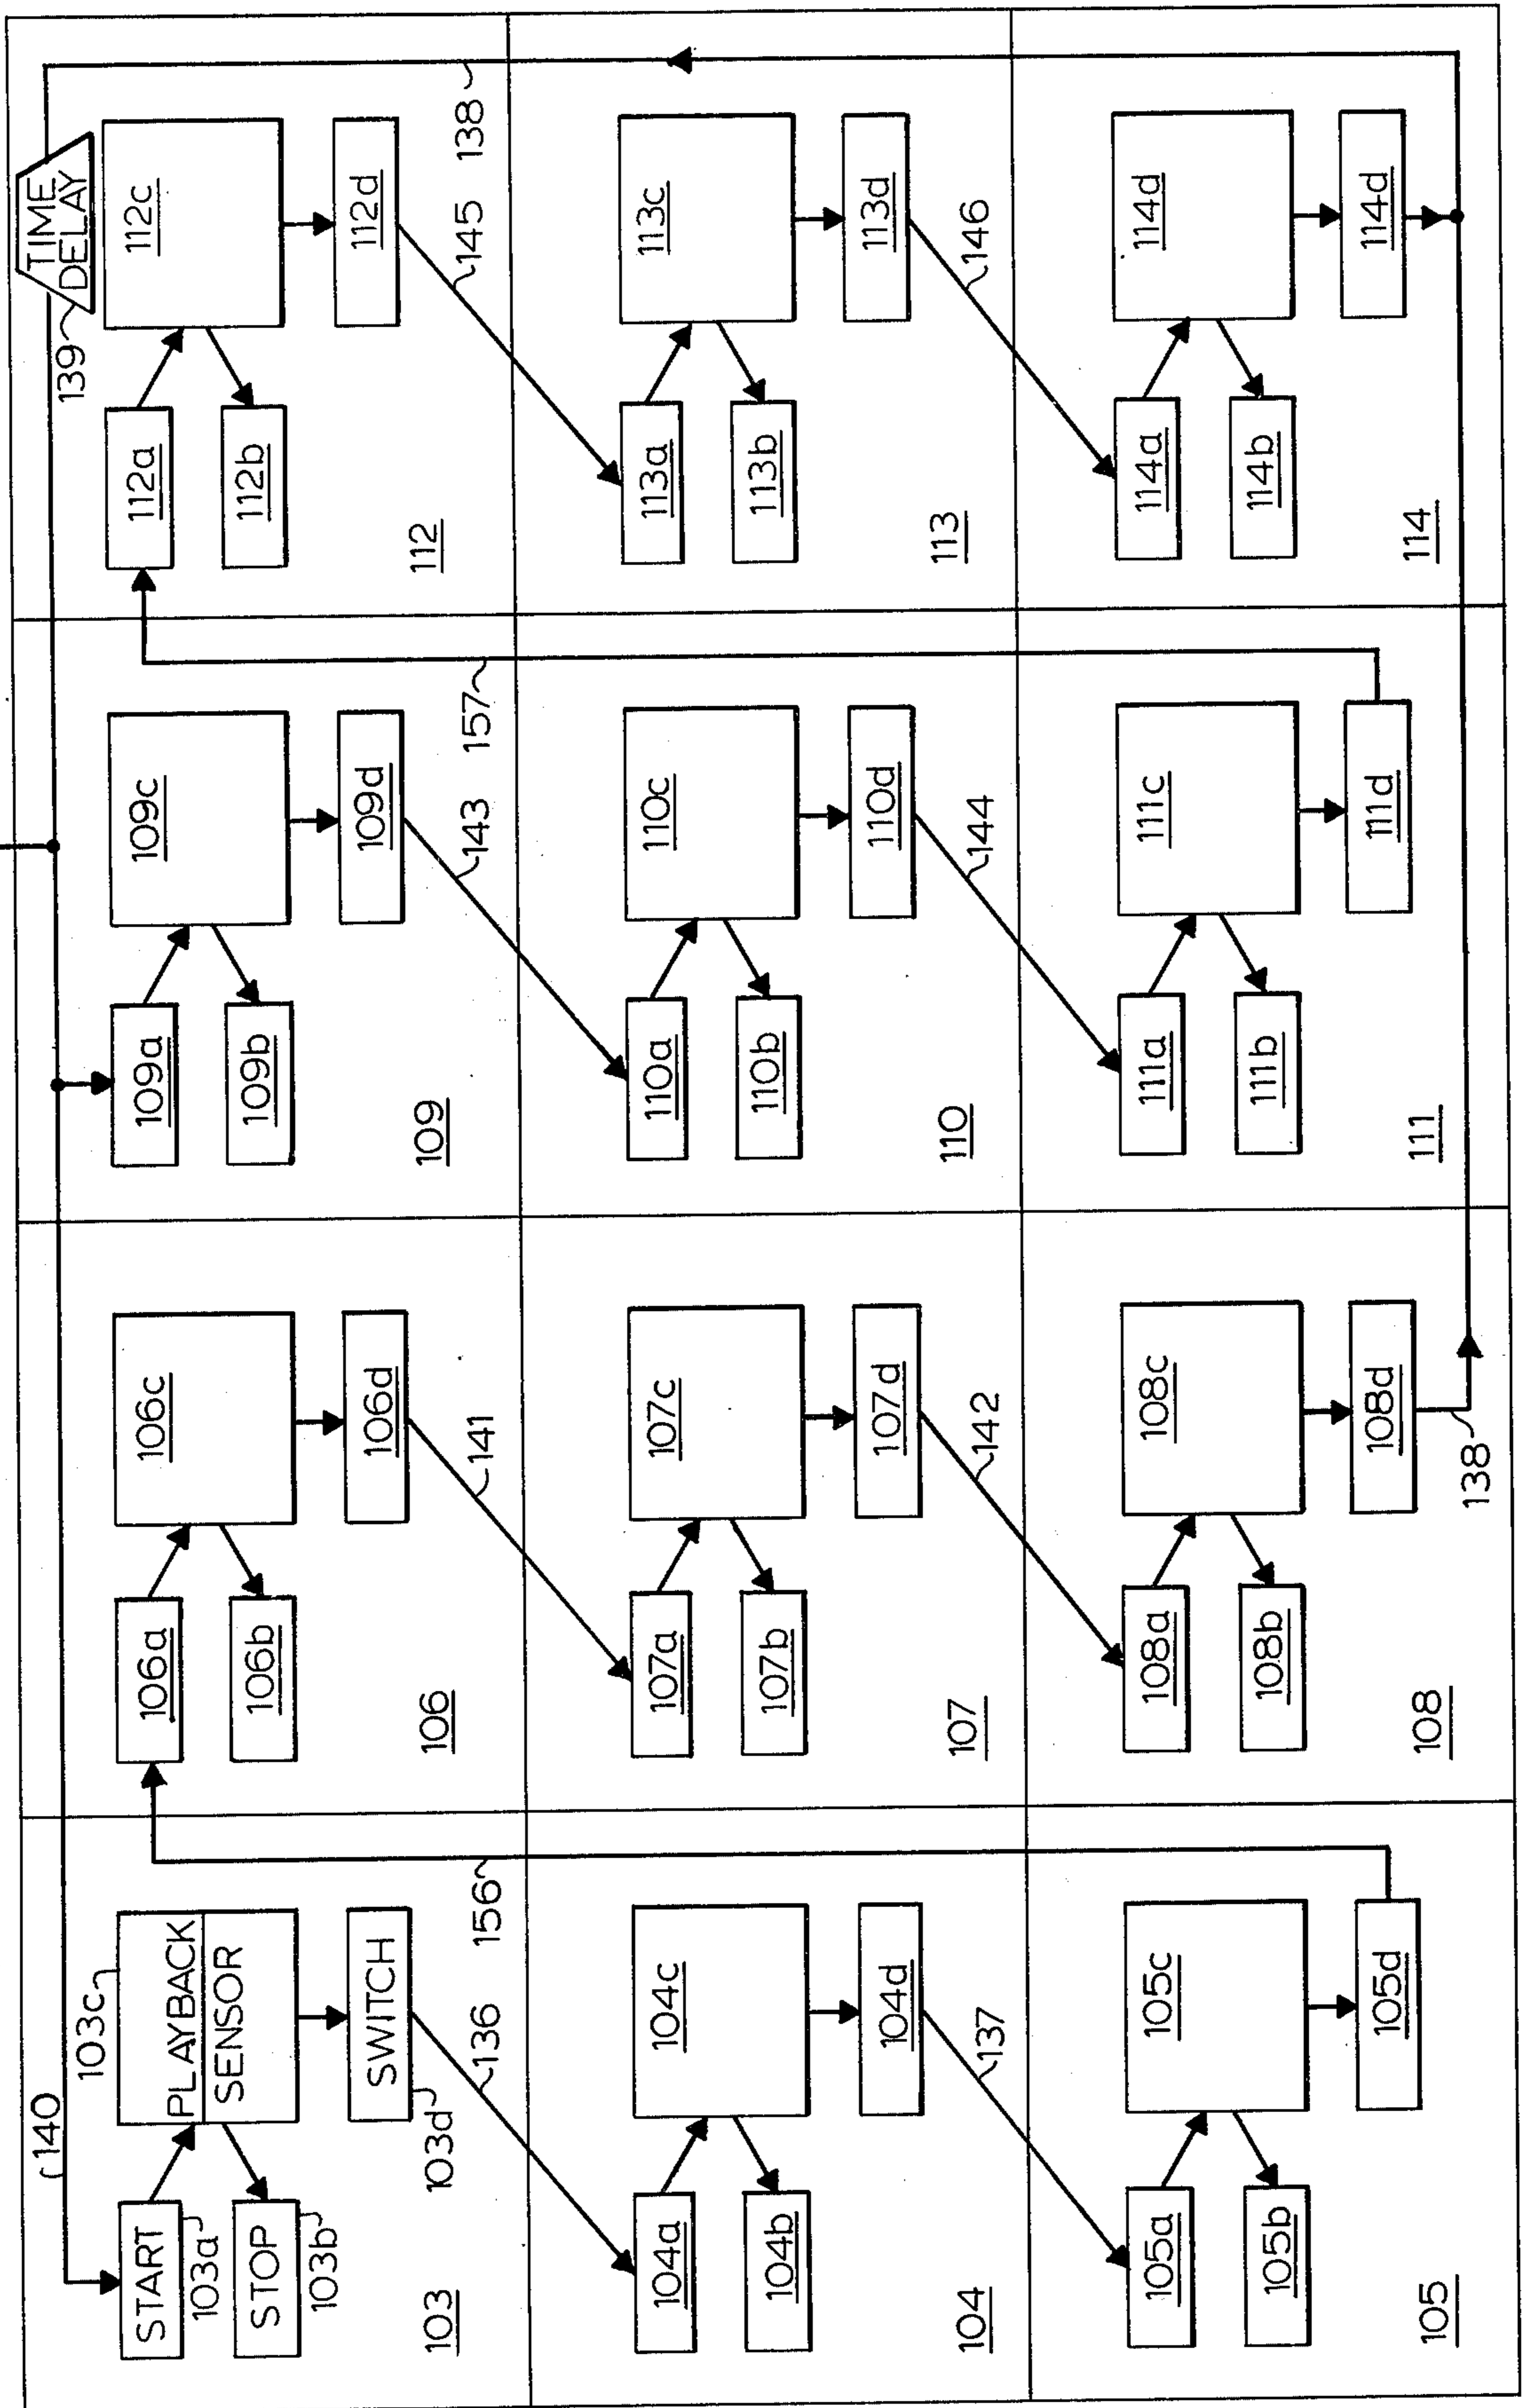 140
103c
START
103a
STOP
103b
PLAYBACK
SENSOR
SWITCH
103d
136
103
156
106a
106b
106c
106d
141
106
109a
109b
109c
109d
143
109
157
139
TIME
DELAY
112a
112b
112c
112d
145
112
138
104a
104b
104c
104d
137
104
107a
107b
107c
107d
142
107
110a
110b
110c
110d
144
110
113a
113b
113c
113d
146
113
105a
105b
105c
105d
105
108a
108b
108c
108d
138
108
111a
111b
111c
111d
111
114a
114b
114d
114d
114